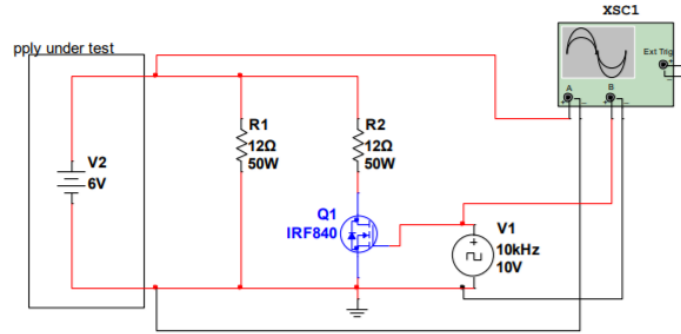 XSC1
Ext Trig
+
-
A
B
+
-
+
-
pply under test
V2
6V
R1
12Ω
50W
R2
12Ω
50W
Q1
IRF840
V1
10kHz
10V